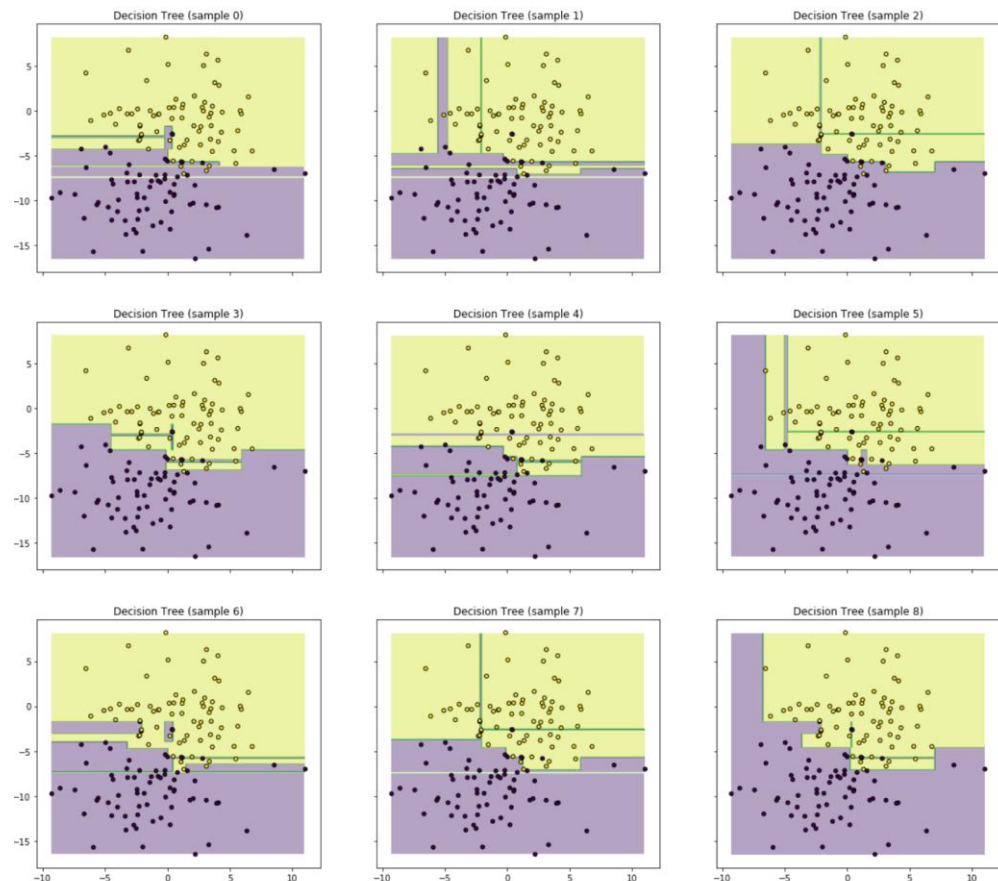 Decision Tree (sample 0)
Decision Tree (sample 1)
Decision Tree (sample 2)
5
0
−5
−10
−15
Decision Tree (sample 3)
Decision Tree (sample 4)
Decision Tree (sample 5)
5
0
−5
−10
−15
Decision Tree (sample 6)
Decision Tree (sample 7)
Decision Tree (sample 8)
5
0
−5
−10
−15
−10 −5 0 5 10
−10 −5 0 5 10
−10 −5 0 5 10